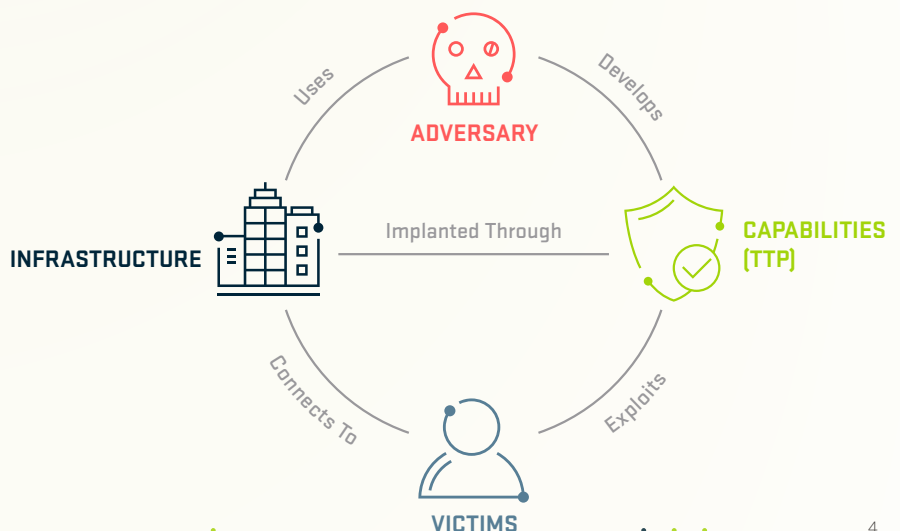 Uses
Develops
ADVERSARY
Implanted Through
INFRASTRUCTURE
CAPABILITIES
(TTP)
Connects To
Exploits
VICTIMS
4